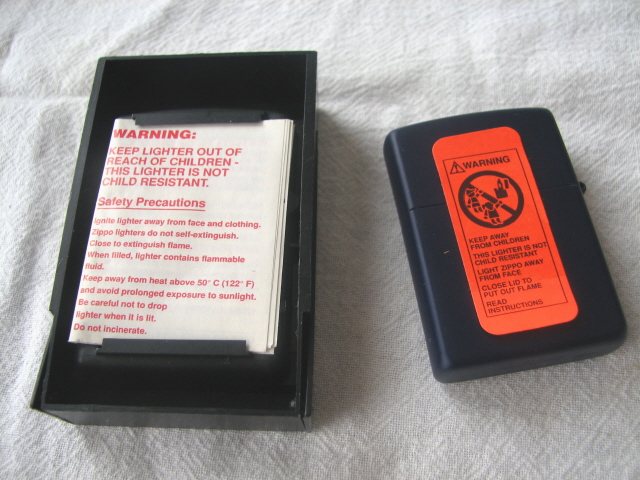 WARNING:
KEEP LIGHTER OUT OF
REACH OF CHILDREN -
THIS LIGHTER IS NOT
CHILD RESISTANT.
Safety Precautions
Ignite lighter away from face and clothing.
Zippo lighters do not self-extinguish.
Close to extinguish flame.
When filled, lighter contains flammable
fluid.
Keep away from heat above 50° C (122° F)
and avoid prolonged exposure to sunlight.
Be careful not to drop
lighter when it is lit.
Do not incinerate.
WARNING
KEEP AWAY
FROM CHILDREN
THIS LIGHTER IS NOT
CHILD RESISTANT
LIGHT ZIPPO AWAY
FROM FACE
CLOSE LID TO
PUT OUT FLAME
READ
INSTRUCTIONS